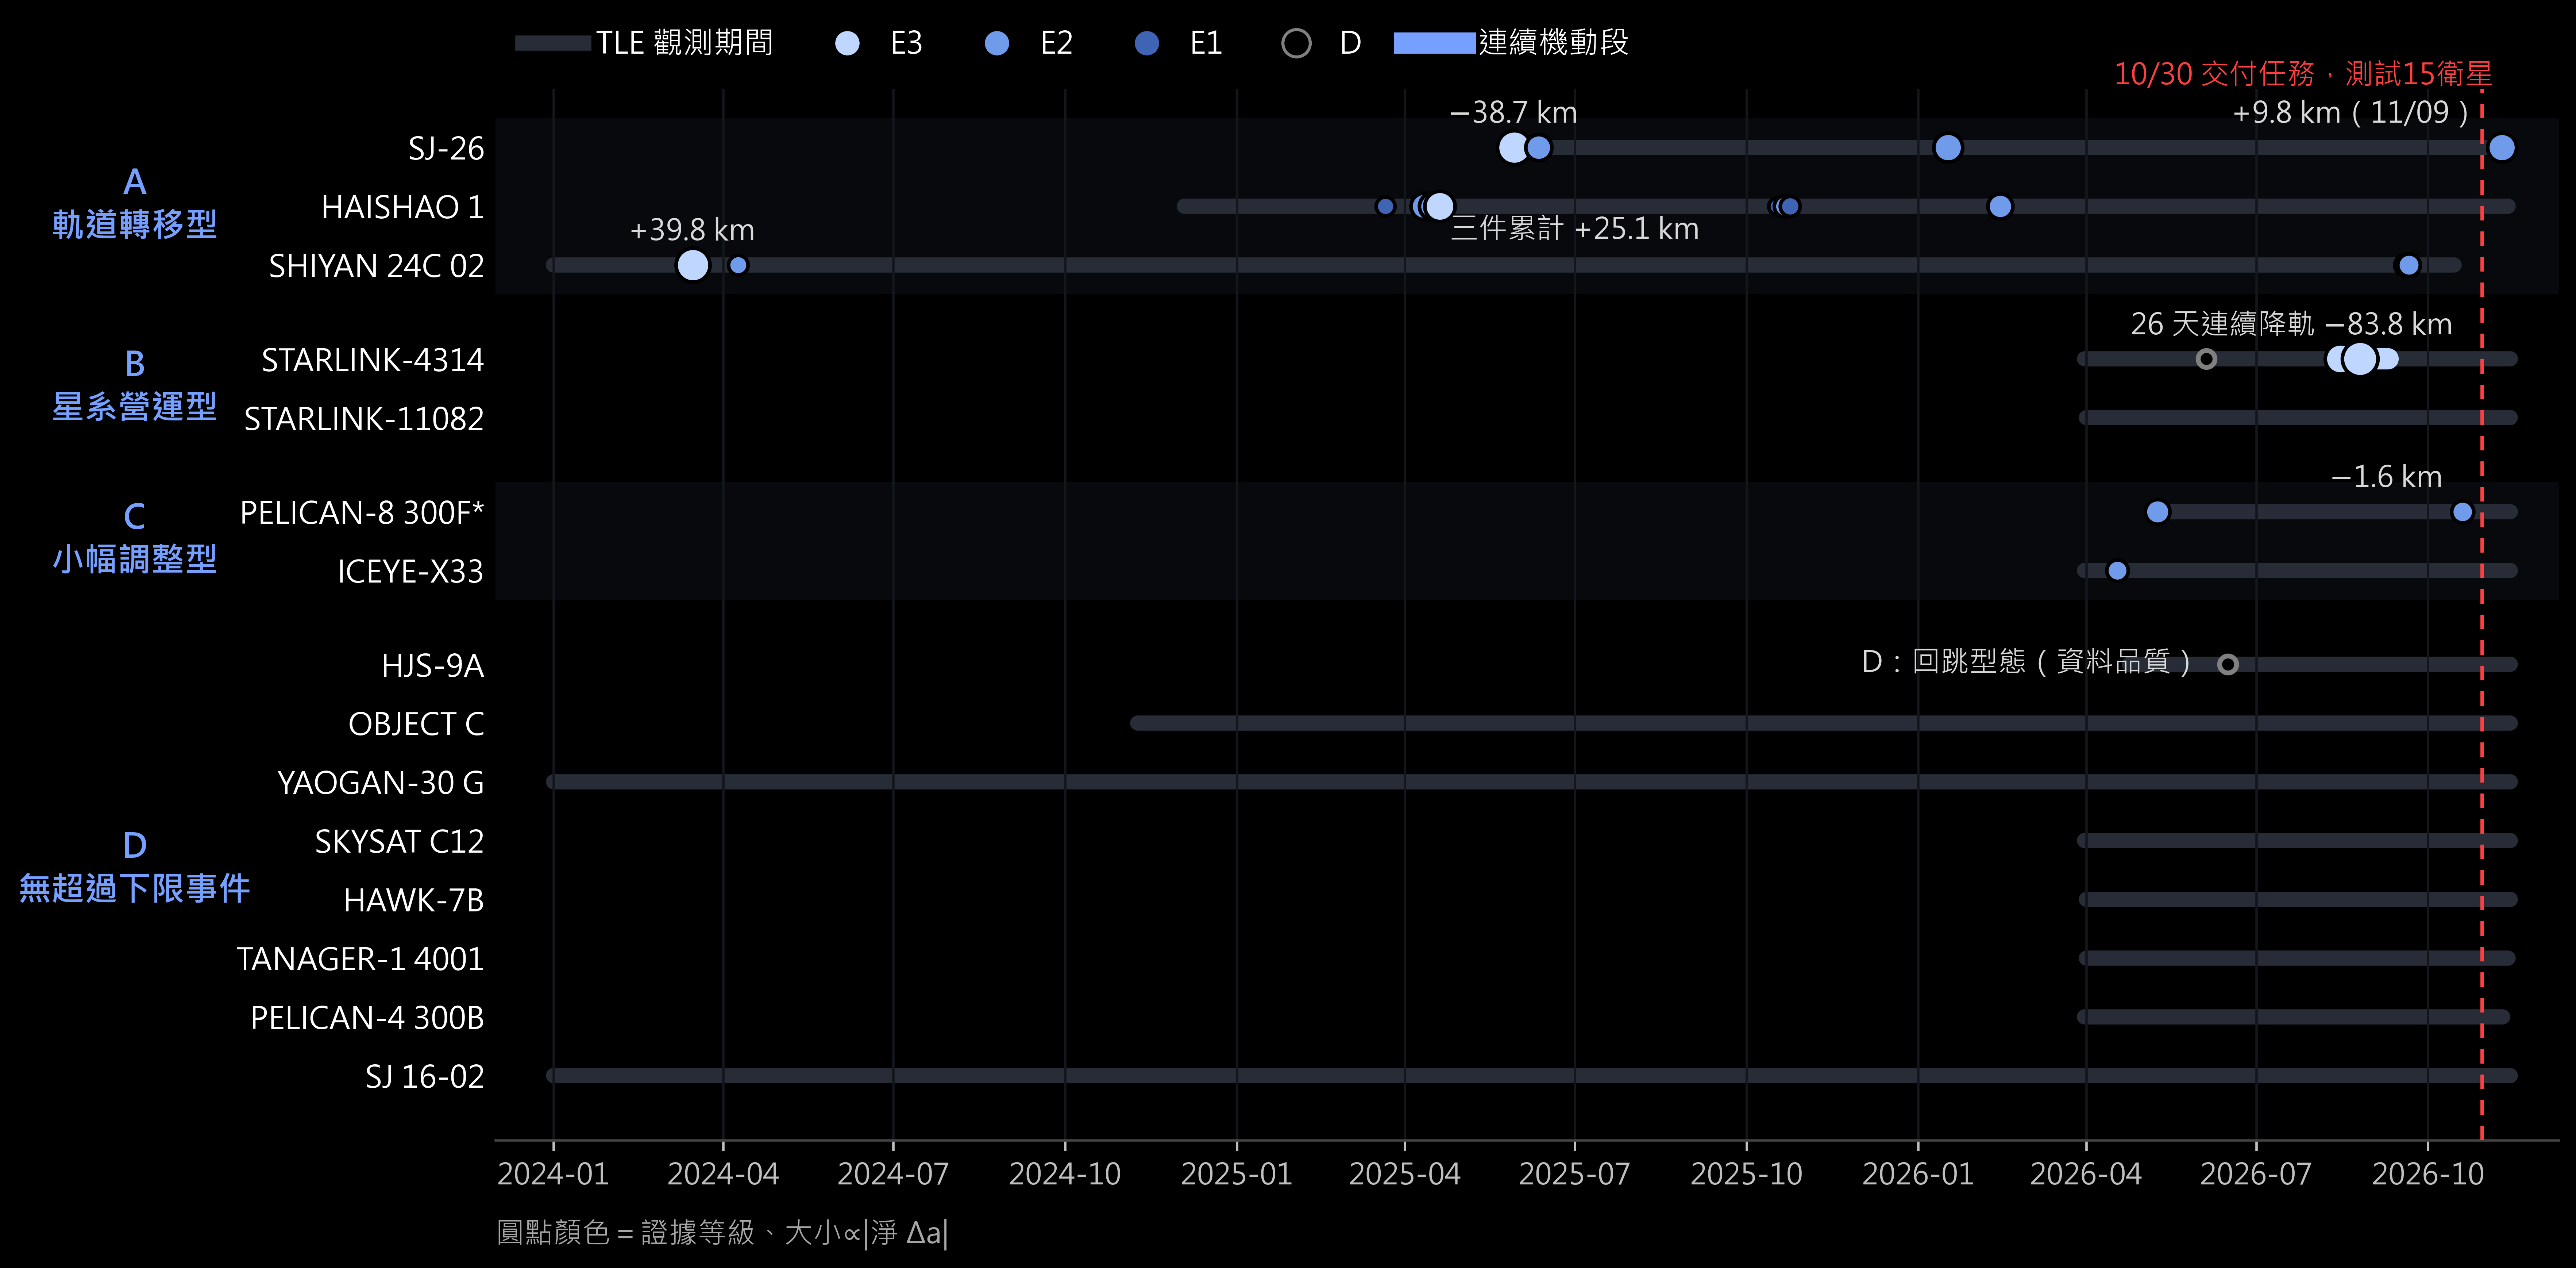 TLE 觀測期間 E3 E2 E1 D 連續機動段
10/30 交付任務，測試15衛星
−38.7 km
+9.8 km（11/09）
SJ-26
A
軌道轉移型
HAISHAO 1
三件累計 +25.1 km
+39.8 km
SHIYAN 24C 02
26 天連續降軌 −83.8 km
B
星系營運型
STARLINK-4314
STARLINK-11082
−1.6 km
C
小幅調整型
PELICAN-8 300F*
ICEYE-X33
HJS-9A
D：回跳型態（資料品質）
OBJECT C
YAOGAN-30 G
D
無超過下限事件
SKYSAT C12
HAWK-7B
TANAGER-1 4001
PELICAN-4 300B
SJ 16-02
2024-01 2024-04 2024-07 2024-10 2025-01 2025-04 2025-07 2025-10 2026-01 2026-04 2026-07 2026-10
圓點顏色 = 證據等級、大小∝|淨 Δa|